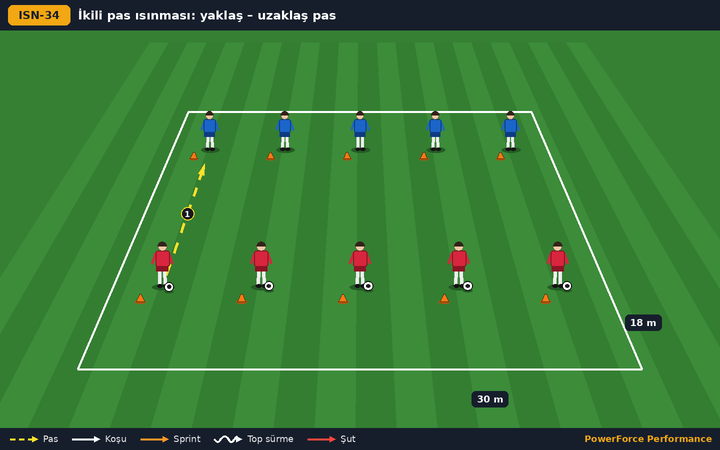 ISN-34 İkili pas ısınması: yaklaş – uzaklaş pas
1
18 m
30 m
Pas Koşu Sprint Top sürme Şut PowerForce Performance